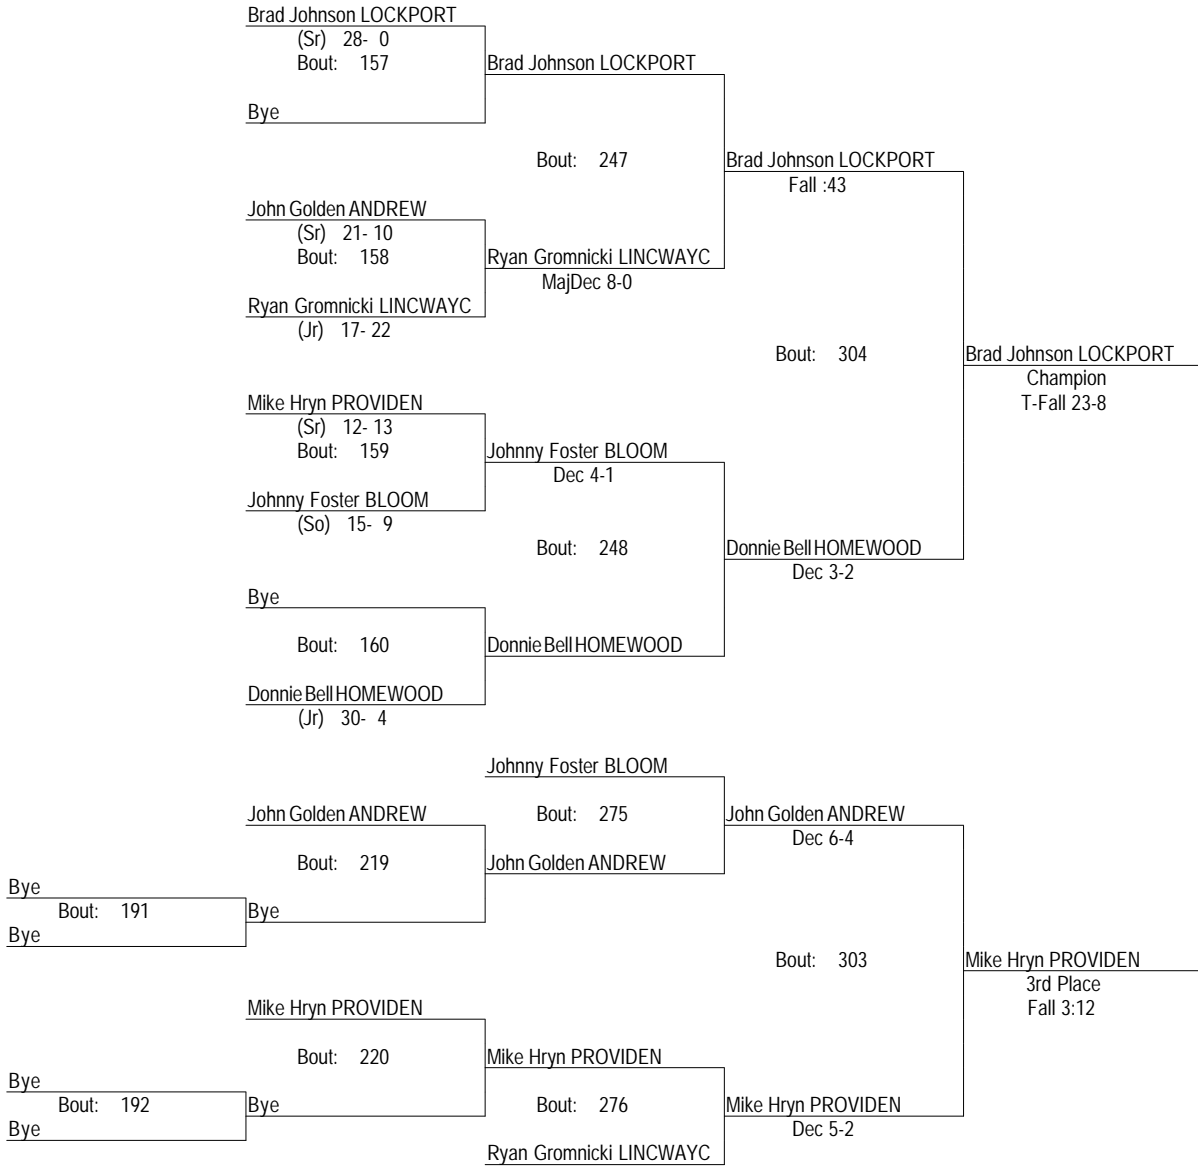 Brad Johnson LOCKPORT
(Sr) 28- 0
Bout: 157
Brad Johnson LOCKPORT
Bye
Bout: 247
Brad Johnson LOCKPORT
Fall :43
John Golden ANDREW
(Sr) 21- 10
Bout: 158
Ryan Gromnicki LINCWAYC
MajDec 8-0
Ryan Gromnicki LINCWAYC
(Jr) 17- 22
Bout: 304
Brad Johnson LOCKPORT
Champion
T-Fall 23-8
Mike Hryn PROVIDEN
(Sr) 12- 13
Bout: 159
Johnny Foster BLOOM
Dec 4-1
Johnny Foster BLOOM
(So) 15- 9
Bout: 248
Donnie Bell HOMEWOOD
Dec 3-2
Bye
Bout: 160
Donnie Bell HOMEWOOD
Donnie Bell HOMEWOOD
(Jr) 30- 4
Johnny Foster BLOOM
John Golden ANDREW
Bout: 275
John Golden ANDREW
Dec 6-4
Bout: 219
John Golden ANDREW
Bye
Bout: 191
Bye
Bye
Bout: 303
Mike Hryn PROVIDEN
3rd Place
Fall 3:12
Mike Hryn PROVIDEN
Bout: 220
Mike Hryn PROVIDEN
Bye
Bout: 192
Bye
Bout: 276
Mike Hryn PROVIDEN
Dec 5-2
Bye
Ryan Gromnicki LINCWAYC